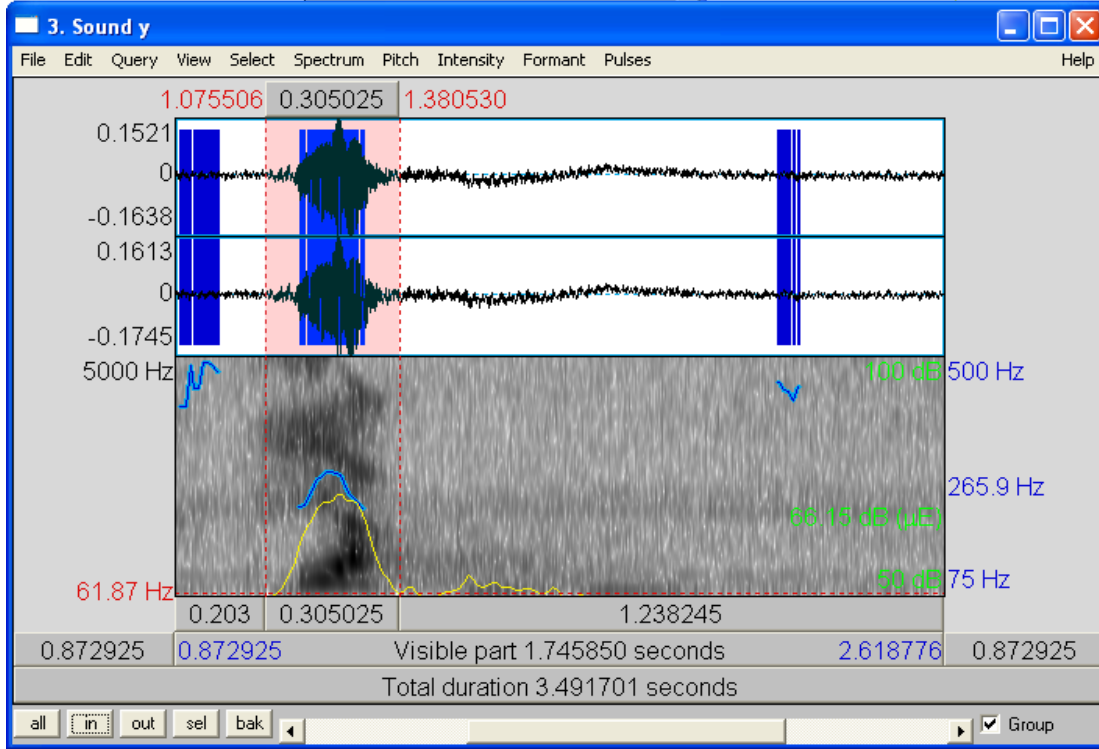 3. Sound y
File Edit Query View Select Spectrum Pitch Intensity Formant Pulses Help
1.075506 0.305025 1.380530
0.1521
0
-0.1638
0.1613
0
-0.1745
5000 Hz 100 dB 500 Hz
265.9 Hz
66.15 dB (µE)
61.87 Hz 50 dB 75 Hz
0.203 0.305025 1.238245
0.872925 0.872925 Visible part 1.745850 seconds 2.618776 0.872925
Total duration 3.491701 seconds
all in out sel bak Group